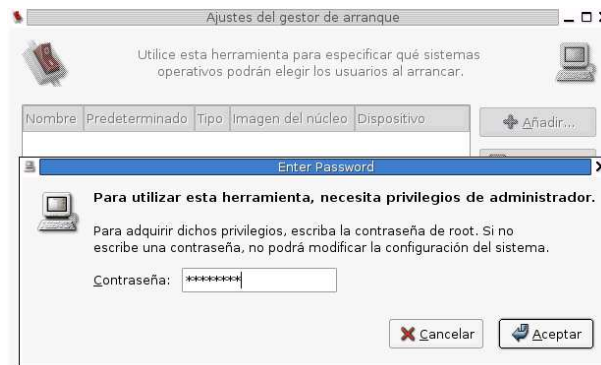 Ajustes del gestor de arranque
Utilice esta herramienta para especificar qué sistemas
operativos podrán elegir los usuarios al arrancar.
Nombre Predeterminado Tipo Imagen del núcleo Dispositivo
Añadir...
Enter Password
Para utilizar esta herramienta, necesita privilegios de administrador.
Para adquirir dichos privilegios, escriba la contraseña de root. Si no
escribe una contraseña, no podrá modificar la configuración del sistema.
Contraseña: ********
Cancelar Aceptar